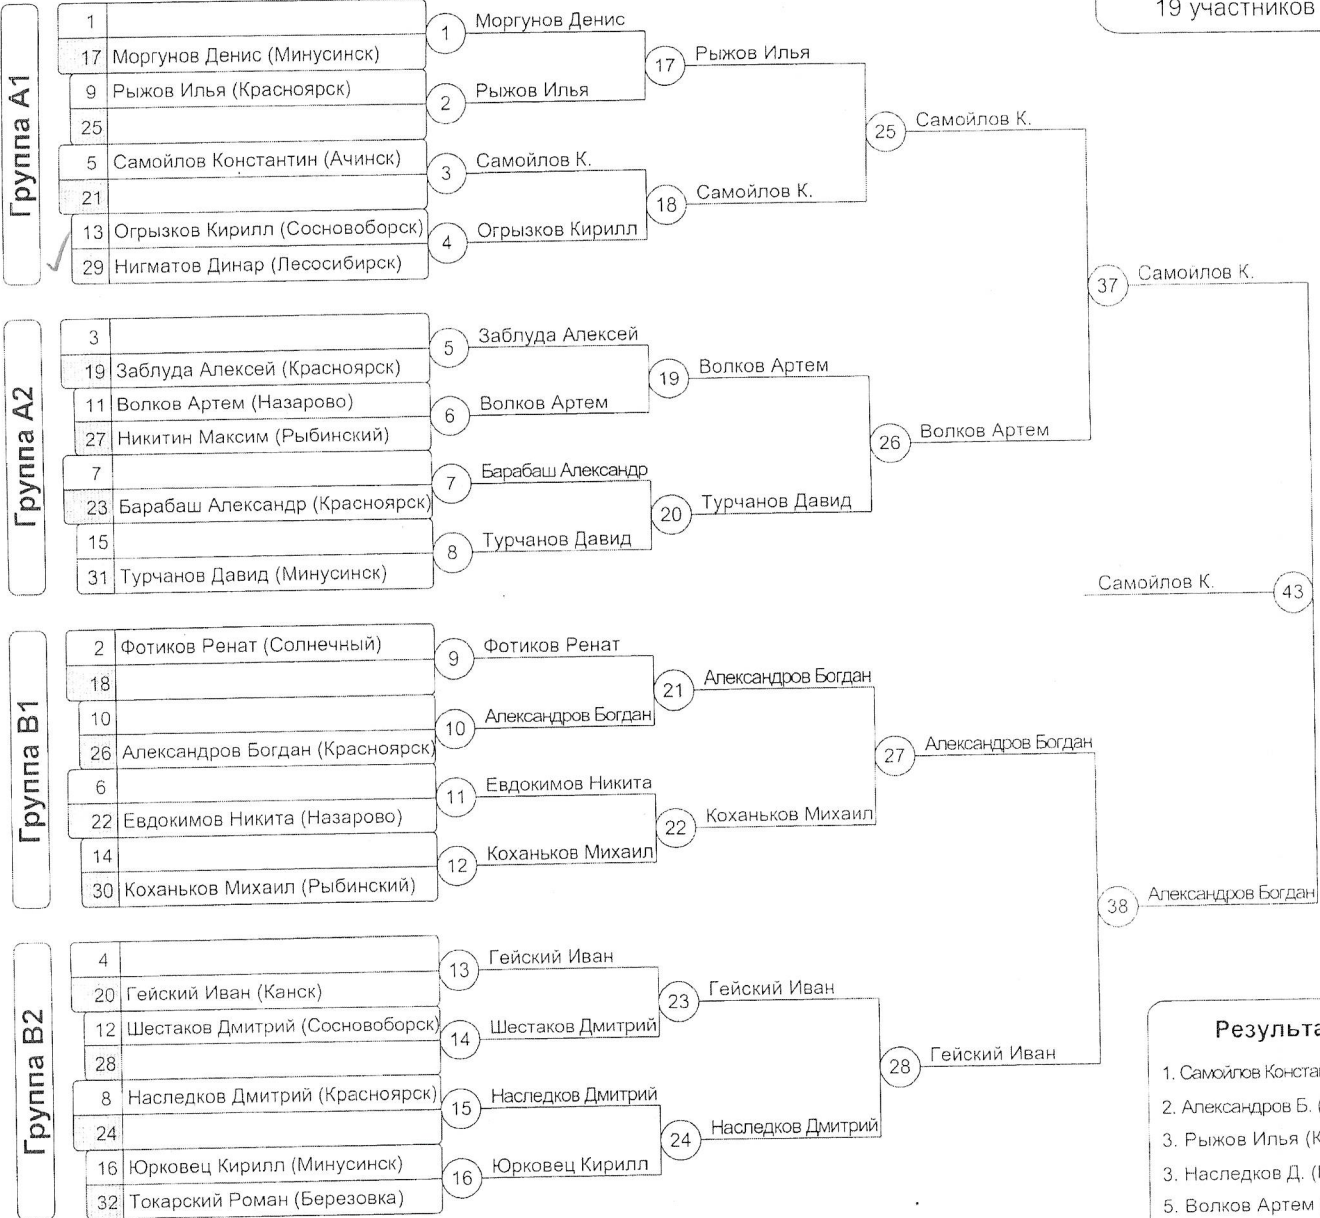 19 участников
Группа A1
1
17 Моргунов Денис (Минусинск)
9 Рыжов Илья (Красноярск)
25
5 Самойлов Константин (Ачинск)
21
13 Огрызков Кирилл (Сосновоборск)
29 Нигматов Динар (Лесосибирск)
1 Моргунов Денис
2 Рыжов Илья
3 Самойлов К.
4 Огрызков Кирилл
17 Рыжов Илья
18 Самойлов К.
25 Самойлов К.
Группа A2
3
19 Заблуда Алексей (Красноярск)
11 Волков Артем (Назарово)
27 Никитин Максим (Рыбинский)
7
23 Барабаш Александр (Красноярск)
15
31 Турчанов Давид (Минусинск)
5 Заблуда Алексей
6 Волков Артем
7 Барабаш Александр
8 Турчанов Давид
19 Волков Артем
20 Турчанов Давид
26 Волков Артем
37 Самойлов К.
Группа B1
2 Фотиков Ренат (Солнечный)
18
10
26 Александров Богдан (Красноярск)
6
22 Евдокимов Никита (Назарово)
14
30 Коханьков Михаил (Рыбинский)
9 Фотиков Ренат
10 Александров Богдан
11 Евдокимов Никита
12 Коханьков Михаил
21 Александров Богдан
22 Коханьков Михаил
27 Александров Богдан
Группа B2
4
20 Гейский Иван (Канск)
12 Шестаков Дмитрий (Сосновоборск)
28
8 Наследков Дмитрий (Красноярск)
24
16 Юрковец Кирилл (Минусинск)
32 Токарский Роман (Березовка)
13 Гейский Иван
14 Шестаков Дмитрий
15 Наследков Дмитрий
16 Юрковец Кирилл
23 Гейский Иван
24 Наследков Дмитрий
28 Гейский Иван
38 Александров Богдан
Самойлов К. 43
Результа
1. Самойлов Конста
2. Александров Б. (
3. Рыжов Илья (К
3. Наследков Д. (
5. Волков Артем